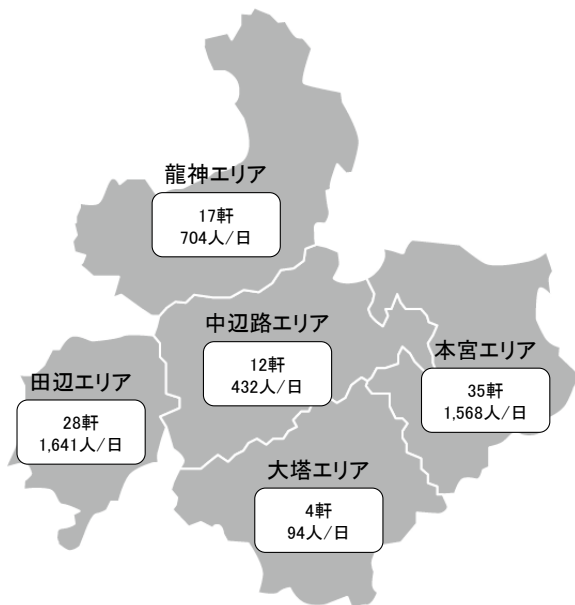 龍神エリア
17軒
704人/日
中辺路エリア
12軒
432人/日
本宮エリア
35軒
1,568人/日
田辺エリア
28軒
1,641人/日
大塔エリア
4軒
94人/日